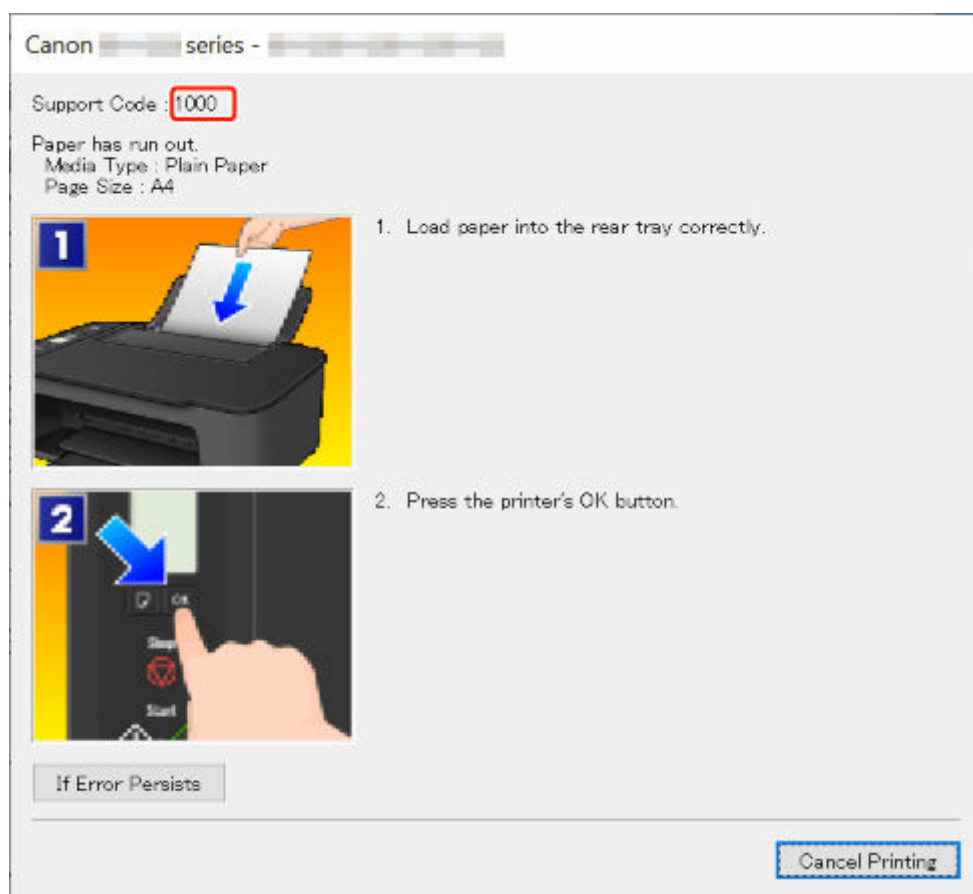 Canon series -
Support Code : 1000
Paper has run out.
Media Type : Plain Paper
Page Size : A4
1
1. Load paper into the rear tray correctly.
2
2. Press the printer's OK button.
OK
Stop
Start
If Error Persists
Cancel Printing